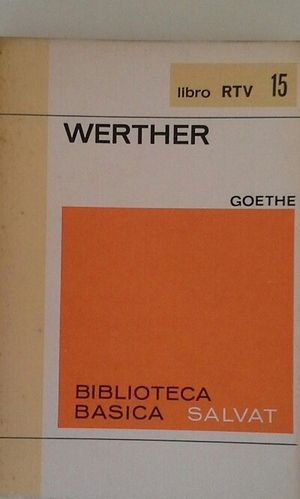 libro RTV 15
WERTHER
GOETHE
BIBLIOTECA
BASICA SALVAT